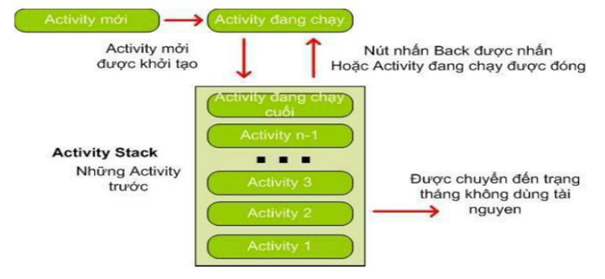 Activity mới
Activity đang chạy
Activity mới
được khởi tạo
Nút nhấn Back được nhấn
Hoặc Activity đang chạy được đóng
Activity đang chạy
cuối
Activity n-1
Activity Stack
Những Activity
trước
Activity 3
Activity 2
Activity 1
Được chuyển đến trạng
tháng không dùng tài
nguyen